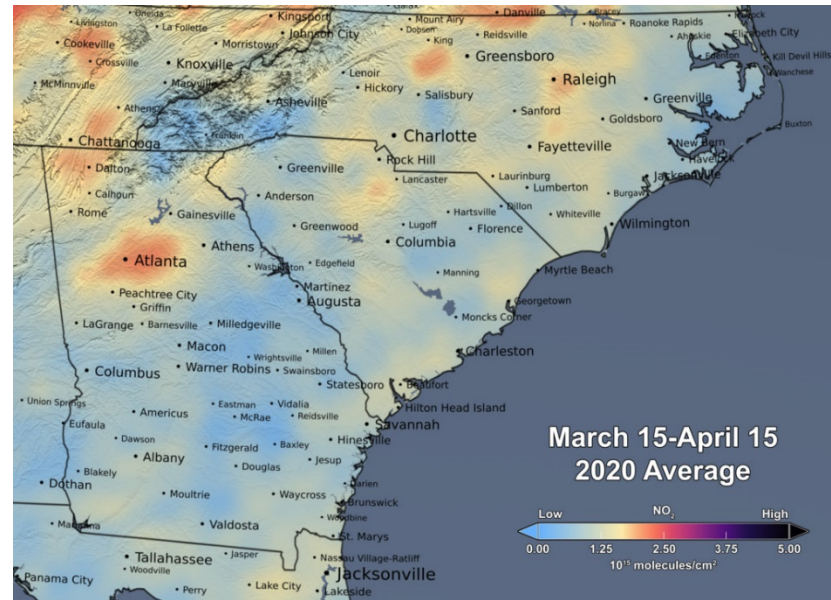 Oneida
Galax
Kingsport
Danville
Bracey
Livingston
La Follette
Mount Airy
Norlina
Roanoke Rapids
Dopson
Johnson City
Reidsville
Elizabeth City
Cookeville
Morristown
King
Ahoskie
Crossville
Knoxville
Greensboro
Edenton
Kill Devil Hills
Lenoir
Wanchese
McMinnville
Maryville
Hickory
Raleigh
Salisbury
Greenville
Athens
Asheville
Sanford
Goldsboro
Buxton
Chattanooga
Franklin
Charlotte
Fayetteville
New Bern
Rock Hill
Havelock
Dalton
Greenville
Lancaster
Laurinburg
Jacksonville
Lumberton
Calhoun
Anderson
Burgaw
Rome
Gainesville
Hartsville
Dillon
Whiteville
Greenwood
Lugoff
Florence
Wilmington
Athens
Columbia
Atlanta
Washington
Edgefield
Manning
Myrtle Beach
Peachtree City
Martinez
Griffin
Augusta
Georgetown
LaGrange
Barnesville
Milledgeville
Moncks Corner
Macon
Wrightsville
Millen
Charleston
Columbus
Warner Robins
Swainsboro
Statesboro
Beaufort
Union Springs
Eastman
Vidalia
Hilton Head Island
Americus
McRae
Reidsville
Eufaula
Savannah
Dawson
Fitzgerald
Baxley
Hinesville
Albany
Jesup
Blakely
Douglas
Dothan
Darien
Moultrie
Waycross
Brunswick
Woodbine
Marianna
Valdosta
St. Marys
Tallahassee
Jasper
Nassau Village-Ratliff
Woodville
Panama City
Perry
Lake City
Jacksonville
Lakeside
March 15-April 15
2020 Average
Low NO₂ High
0.00 1.25 2.50 3.75 5.00
10¹⁵ molecules/cm²